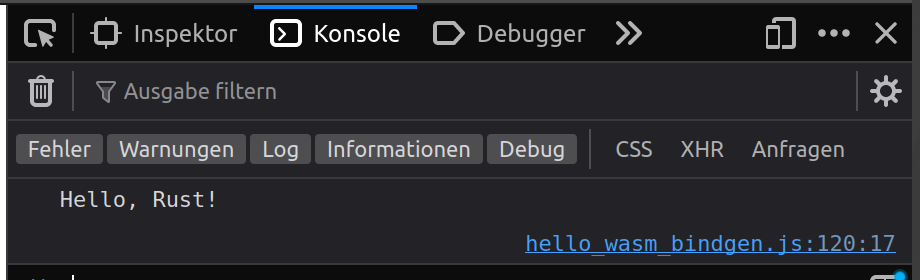 Inspektor Konsole Debugger
Ausgabe filtern
Fehler Warnungen Log Informationen Debug CSS XHR Anfragen
Hello, Rust!
hello_wasm_bindgen.js:120:17